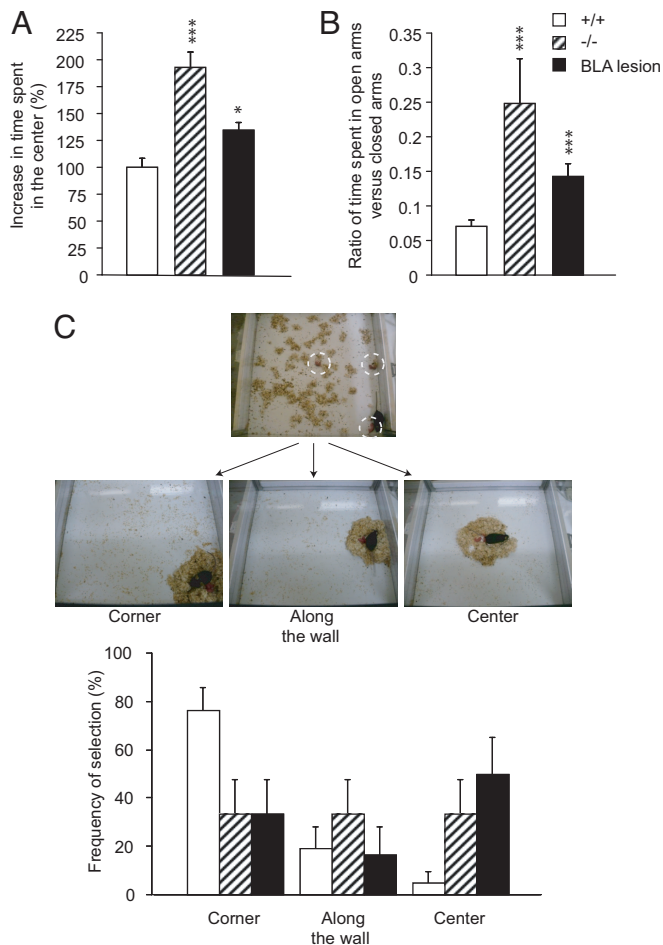 A
Increase in time spent
in the center (%)
225
200
175
150
125
100
75
50
25
0
***
*
B
Ratio of time spent in open arms
versus closed arms
0.35
0.3
0.25
0.2
0.15
0.1
0.05
0
***
***
+/+
-/-
BLA lesion
C
Corner
Along
the wall
Center
Frequency of selection (%)
100
80
60
40
20
0
Corner
Along
the wall
Center